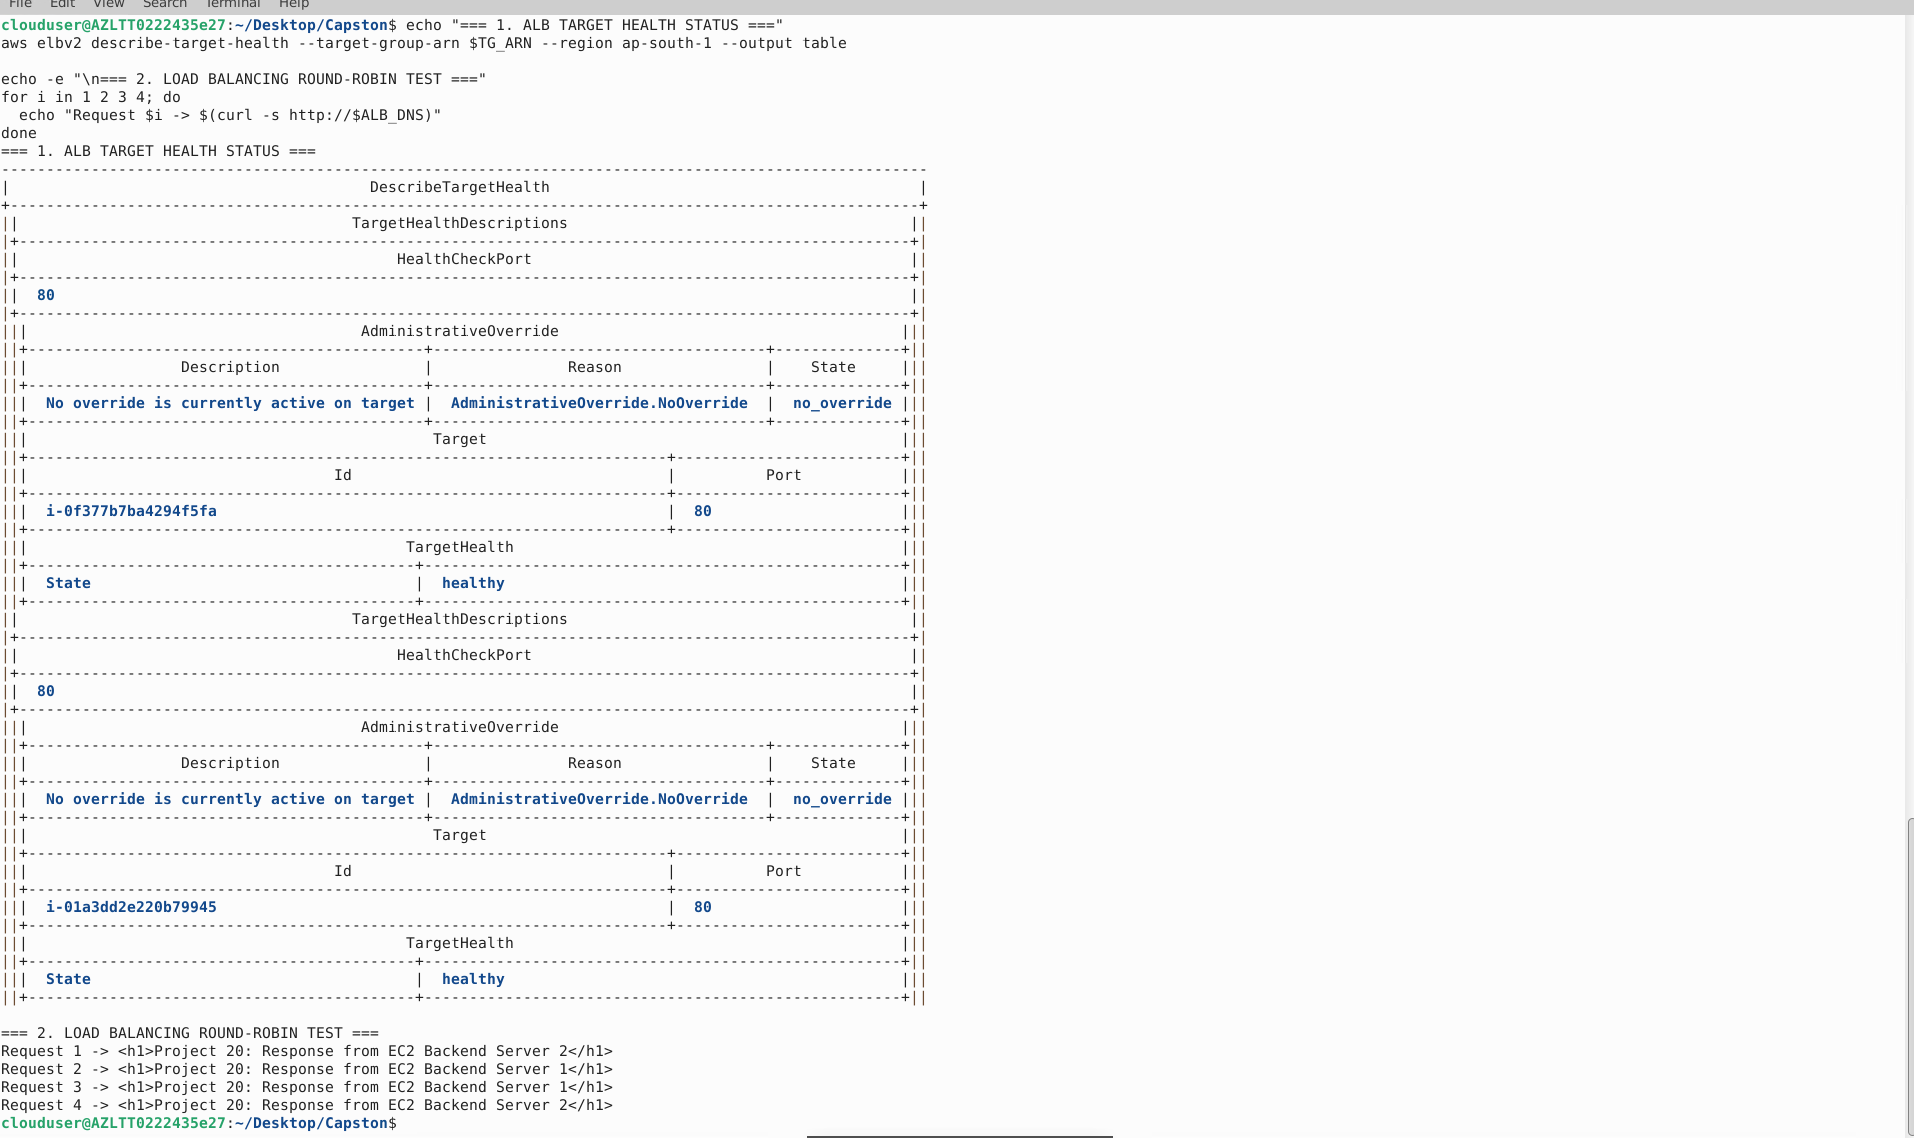 File Edit View Search Terminal Help
clouduser@AZLTT0222435e27:~/Desktop/Capston$ echo "=== 1. ALB TARGET HEALTH STATUS ==="
aws elbv2 describe-target-health --target-group-arn $TG_ARN --region ap-south-1 --output table

echo -e "\n=== 2. LOAD BALANCING ROUND-ROBIN TEST ==="
for i in 1 2 3 4; do
  echo "Request $i -> $(curl -s http://$ALB_DNS)"
done
=== 1. ALB TARGET HEALTH STATUS ===
| DescribeTargetHealth |
|| TargetHealthDescriptions ||
|| HealthCheckPort ||
|| 80 ||
||| AdministrativeOverride |||
||| Description | Reason | State |||
||| No override is currently active on target | AdministrativeOverride.NoOverride | no_override |||
||| Target |||
||| Id | Port |||
||| i-0f377b7ba4294f5fa | 80 |||
||| TargetHealth |||
||| State | healthy |||
|| TargetHealthDescriptions ||
|| HealthCheckPort ||
|| 80 ||
||| AdministrativeOverride |||
||| Description | Reason | State |||
||| No override is currently active on target | AdministrativeOverride.NoOverride | no_override |||
||| Target |||
||| Id | Port |||
||| i-01a3dd2e220b79945 | 80 |||
||| TargetHealth |||
||| State | healthy |||

=== 2. LOAD BALANCING ROUND-ROBIN TEST ===
Request 1 -> <h1>Project 20: Response from EC2 Backend Server 2</h1>
Request 2 -> <h1>Project 20: Response from EC2 Backend Server 1</h1>
Request 3 -> <h1>Project 20: Response from EC2 Backend Server 1</h1>
Request 4 -> <h1>Project 20: Response from EC2 Backend Server 2</h1>
clouduser@AZLTT0222435e27:~/Desktop/Capston$